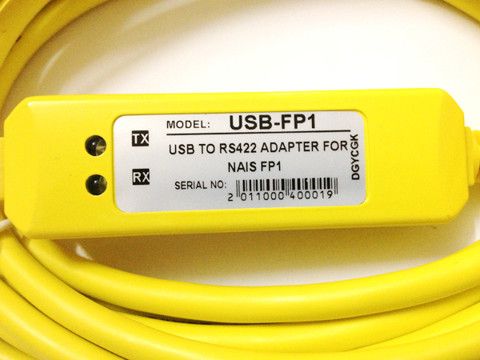 TX
RX
MODEL: USB-FP1
USB TO RS422 ADAPTER FOR
NAIS FP1
SERIAL NO:
2 011000 400019
DGYCGK